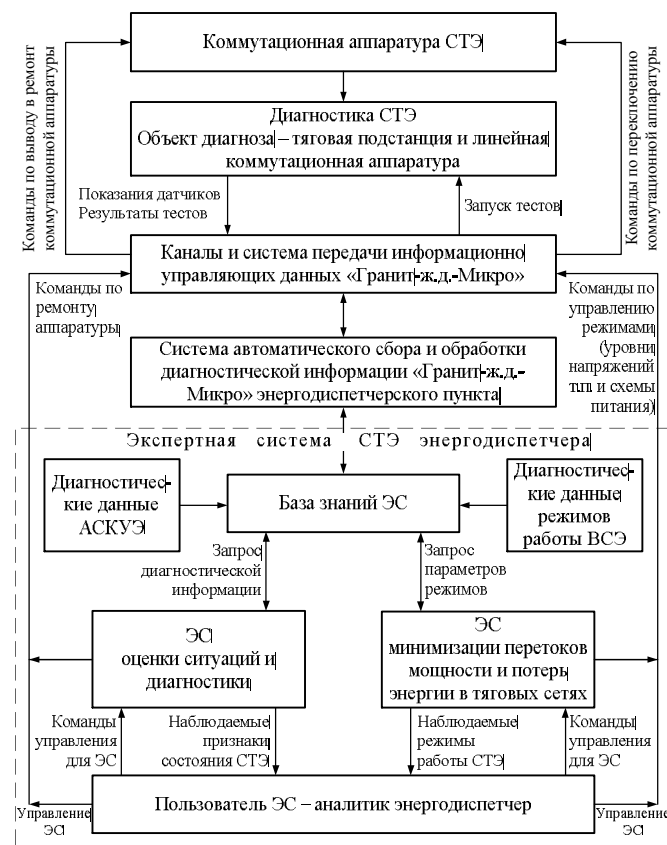 Коммутационная аппаратура СТЭ
Команды по выводу в ремонт
коммутационной аппаратуры
Команды по переключению
коммутационной аппаратуры
Диагностика СТЭ
Объект диагноза – тяговая подстанция и линейная
коммутационная аппаратура
Показания датчиков
Результаты тестов
Запуск тестов
Каналы и система передачи информационно
управляющих данных «Гранит-ж.д.-Микро»
Команды по
ремонту
аппаратуры
Команды по
управлению
режимами
(уровни
напряжений
т.п. и схемы
питания)
Система автоматического сбора и обработки
диагностической информации «Гранит-ж.д.-
Микро» энергодиспетчерского пункта
Экспертная система СТЭ энергодиспетчера
Диагностичес-
кие данные
АСКУЭ
База знаний ЭС
Диагностичес-
кие данные
режимов
работы ВСЭ
Запрос
диагностической
информации
Запрос
параметров
режимов
ЭС
оценки ситуаций и
диагностики
ЭС
минимизации перетоков
мощности и потерь
энергии в тяговых сетях
Команды
управления
для ЭС
Наблюдаемые
признаки
состояния СТЭ
Наблюдаемые
режимы
работы СТЭ
Команды
управления
для ЭС
Пользователь ЭС – аналитик энергодиспетчер
Управление
ЭС
Управление
ЭС